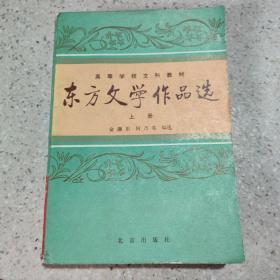 高等学校文科教材
东方文学作品选
上册
北京出版社